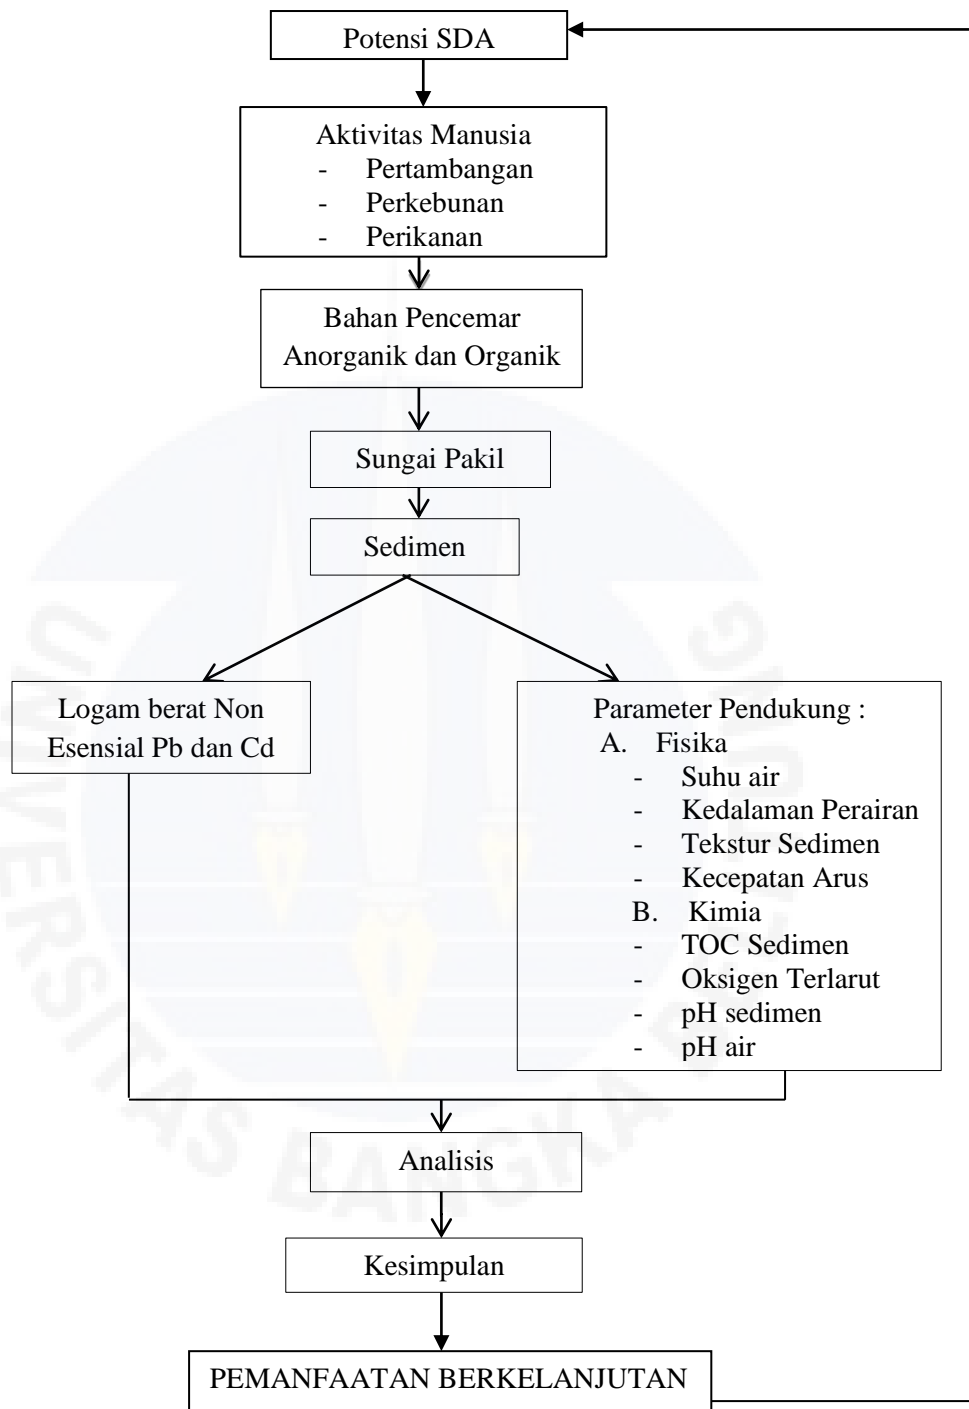 Potensi SDA
Aktivitas Manusia
- Pertambangan
- Perkebunan
- Perikanan
Bahan Pencemar
Anorganik dan Organik
Sungai Pakil
Sedimen
Logam berat Non
Esensial Pb dan Cd
Parameter Pendukung :
A. Fisika
- Suhu air
- Kedalaman Perairan
- Tekstur Sedimen
- Kecepatan Arus
B. Kimia
- TOC Sedimen
- Oksigen Terlarut
- pH sedimen
- pH air
Analisis
Kesimpulan
PEMANFAATAN BERKELANJUTAN
UNIVERSITAS BANGKA